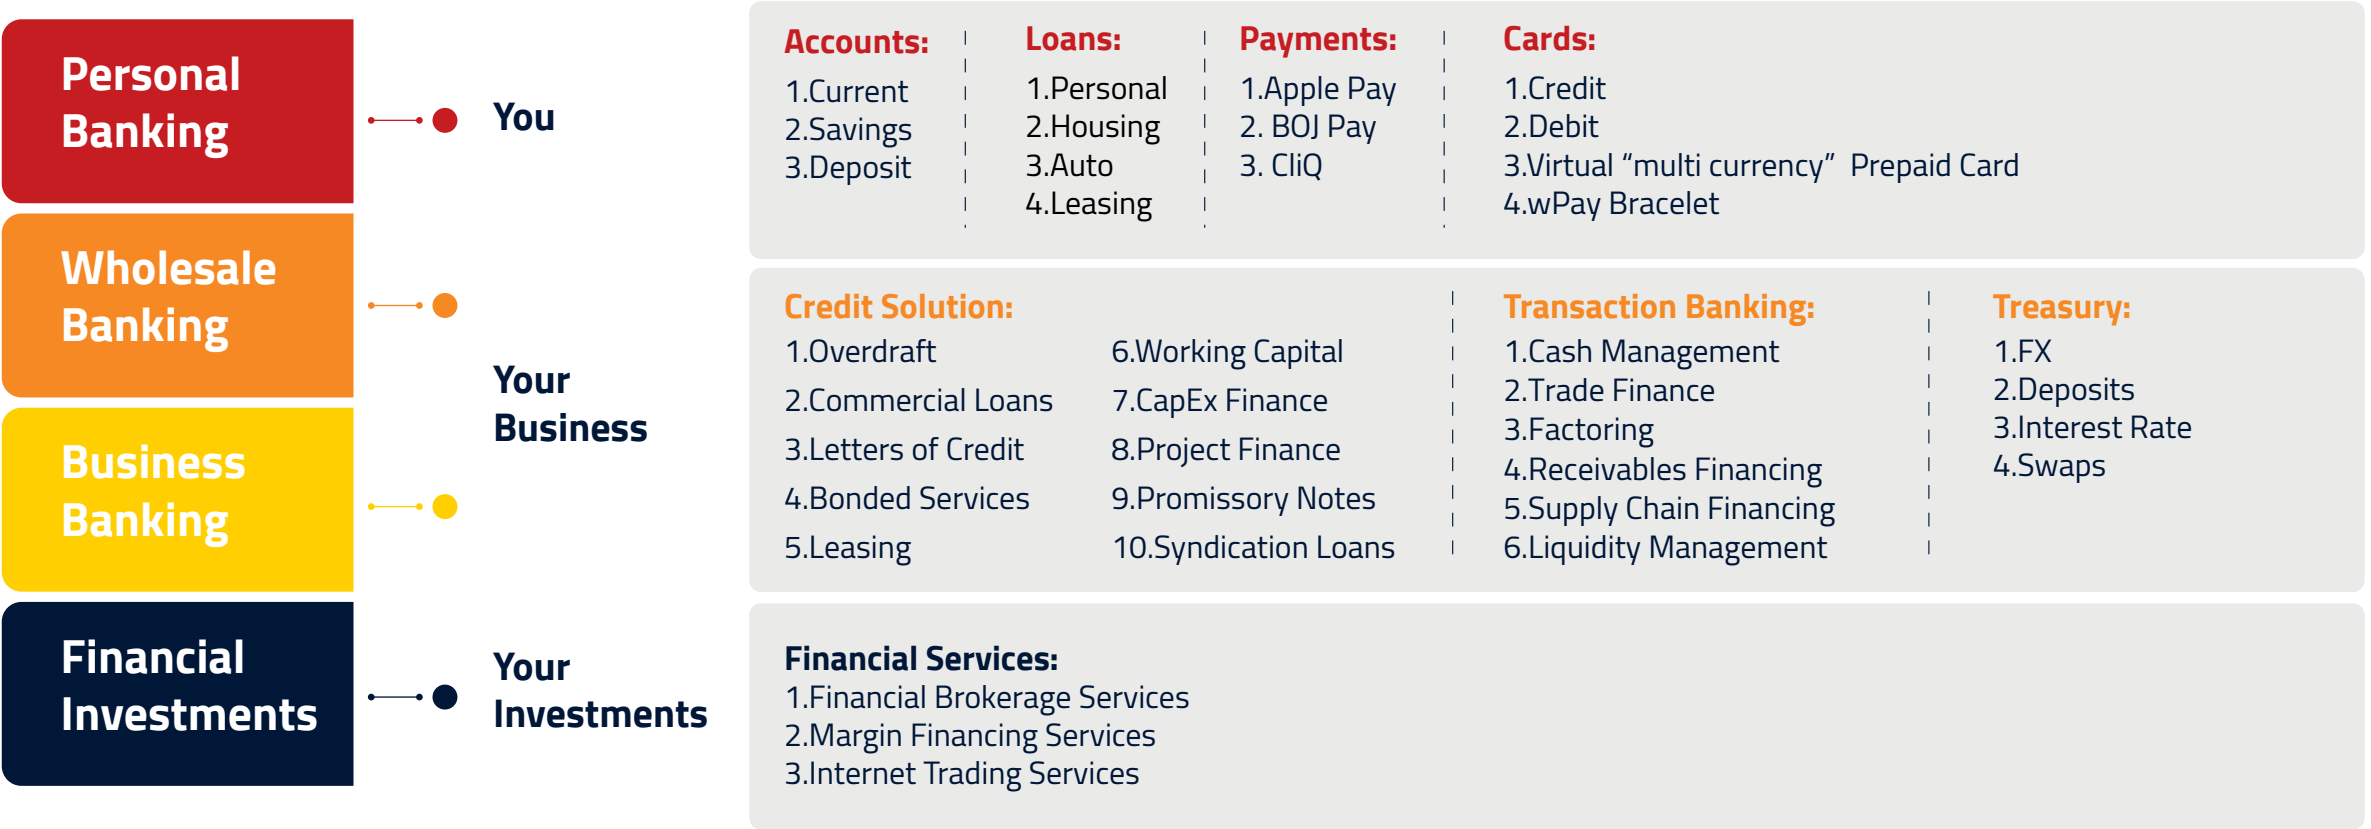 Personal
Banking
You
Accounts:
1.Current
2.Savings
3.Deposit
Loans:
1.Personal
2.Housing
3.Auto
4.Leasing
Payments:
1.Apple Pay
2. BOJ Pay
3. CliQ
Cards:
1.Credit
2.Debit
3.Virtual “multi currency”  Prepaid Card
4.wPay Bracelet
Wholesale
Banking
Business
Banking
Your
Business
Credit Solution:
1.Overdraft
2.Commercial Loans
3.Letters of Credit
4.Bonded Services
5.Leasing
6.Working Capital
7.CapEx Finance
8.Project Finance
9.Promissory Notes
10.Syndication Loans
Transaction Banking:
1.Cash Management
2.Trade Finance
3.Factoring
4.Receivables Financing
5.Supply Chain Financing
6.Liquidity Management
Treasury:
1.FX
2.Deposits
3.Interest Rate
4.Swaps
Financial
Investments
Your
Investments
Financial Services:
1.Financial Brokerage Services
2.Margin Financing Services
3.Internet Trading Services